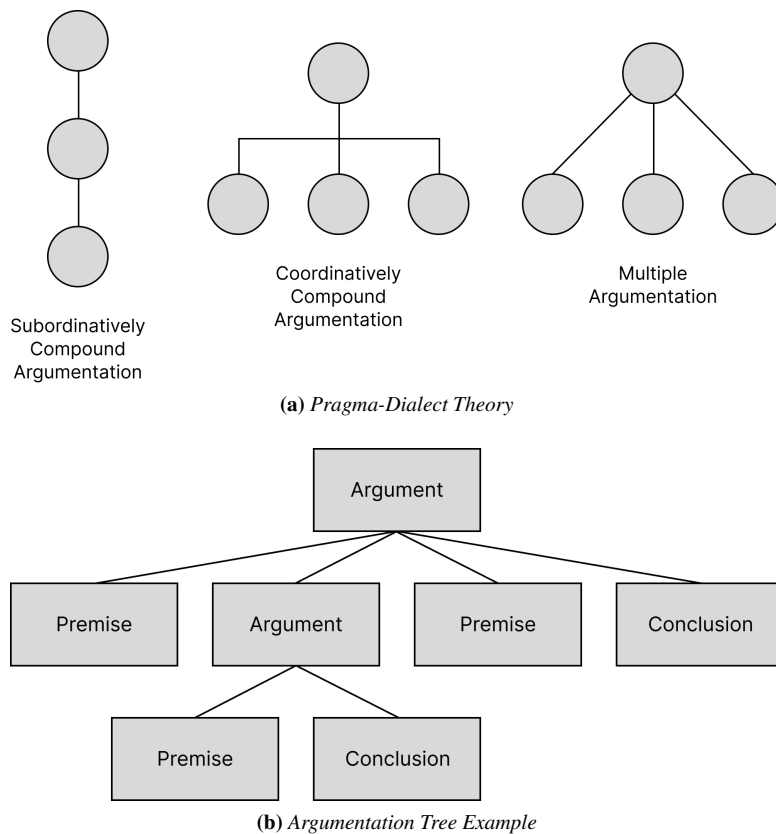 Subordinatively
Compound
Argumentation
Coordinatively
Compound
Argumentation
Multiple
Argumentation
(a) Pragma-Dialect Theory
Argument
Premise
Argument
Premise
Conclusion
Premise
Conclusion
(b) Argumentation Tree Example